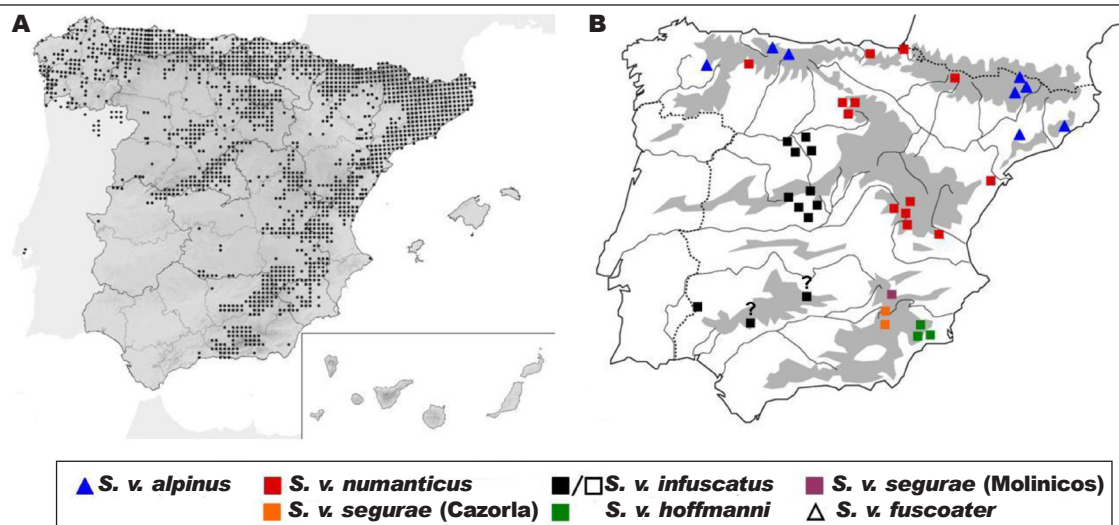 A
B
?
?
S. v. alpinus
S. v. numanticus
/ S. v. infuscatus
S. v. segurae (Molinicos)
S. v. segurae (Cazorla)
S. v. hoffmanni
S. v. fuscoater